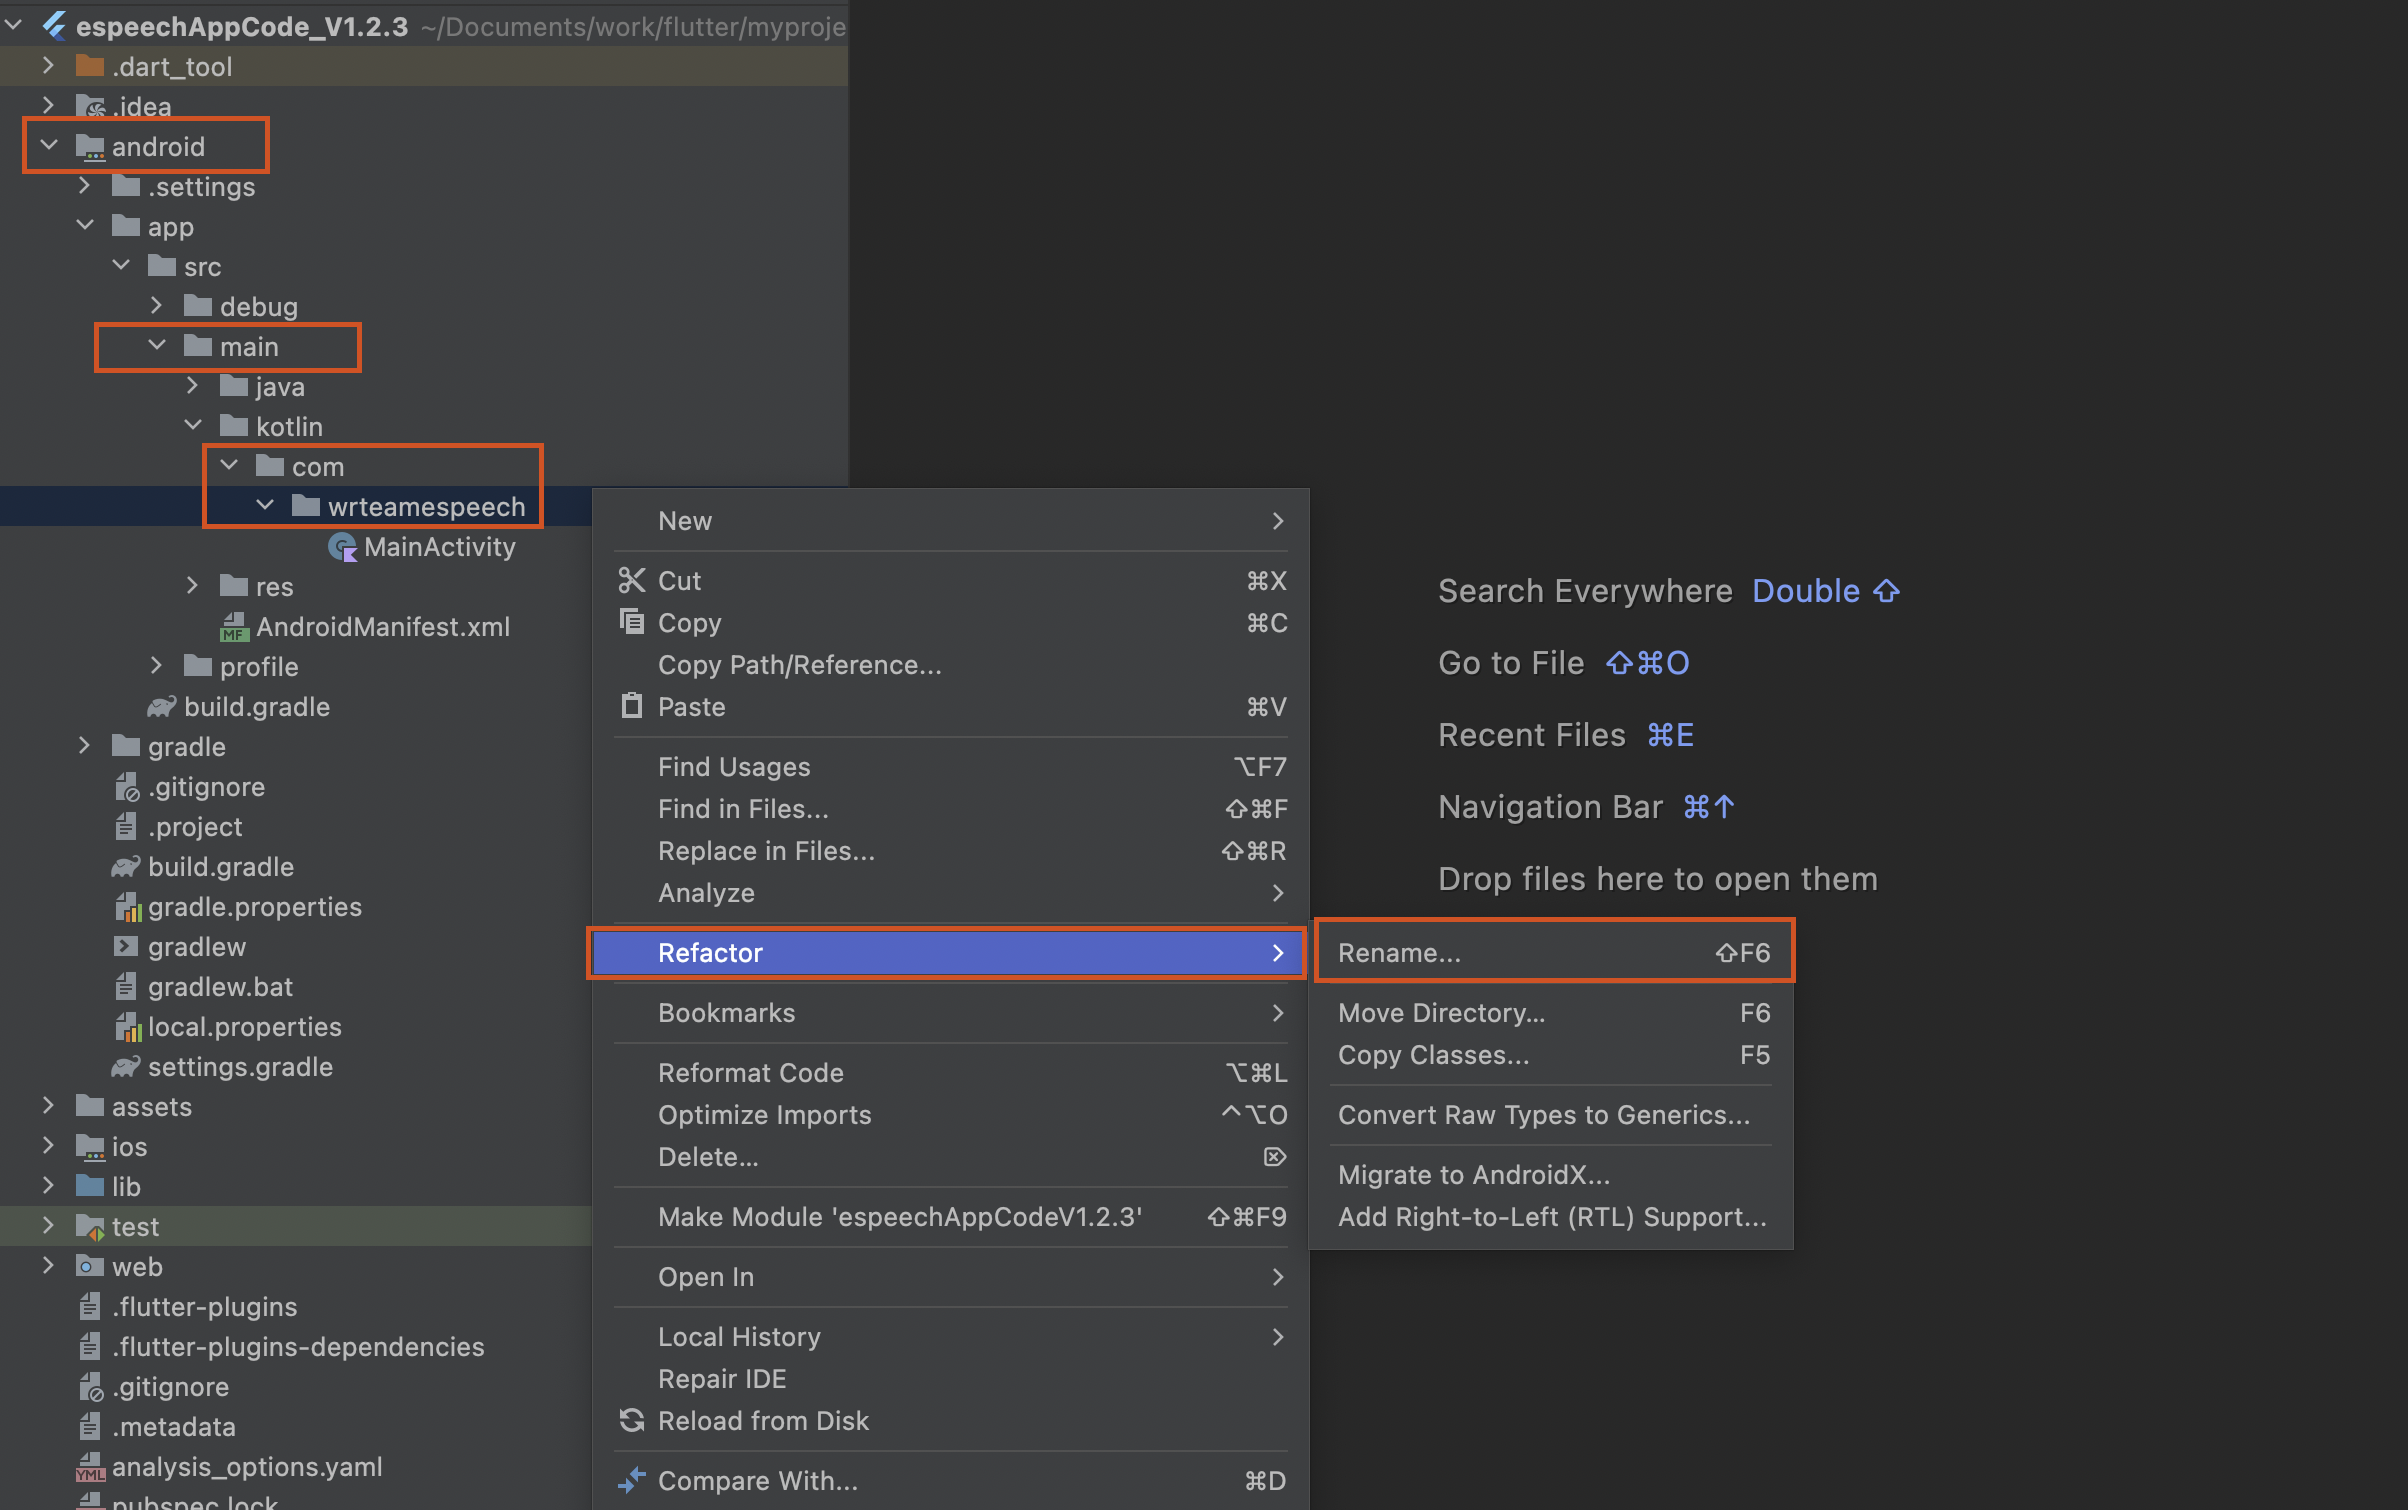 espeechAppCode_V1.2.3 ~/Documents/work/flutter/myproje
.dart_tool
.idea
android
.settings
app
src
debug
main
java
kotlin
com
wrteamespeech
MainActivity
res
MF AndroidManifest.xml
profile
build.gradle
gradle
.gitignore
.project
build.gradle
gradle.properties
gradlew
gradlew.bat
local.properties
settings.gradle
assets
ios
lib
test
web
.flutter-plugins
.flutter-plugins-dependencies
.gitignore
.metadata
YML analysis_options.yaml
pubspec.lock
New
Cut ⌘X
Copy ⌘C
Copy Path/Reference...
Paste ⌘V
Find Usages ⌥F7
Find in Files... ⇧⌘F
Replace in Files... ⇧⌘R
Analyze
Refactor
Bookmarks
Reformat Code ⌥⌘L
Optimize Imports ^⌥O
Delete... ⌦
Make Module 'espeechAppCodeV1.2.3' ⇧⌘F9
Open In
Local History
Repair IDE
Reload from Disk
Compare With... ⌘D
Rename... ⇧F6
Move Directory... F6
Copy Classes... F5
Convert Raw Types to Generics...
Migrate to AndroidX...
Add Right-to-Left (RTL) Support...
Search Everywhere Double ⇧
Go to File ⇧⌘O
Recent Files ⌘E
Navigation Bar ⌘↑
Drop files here to open them